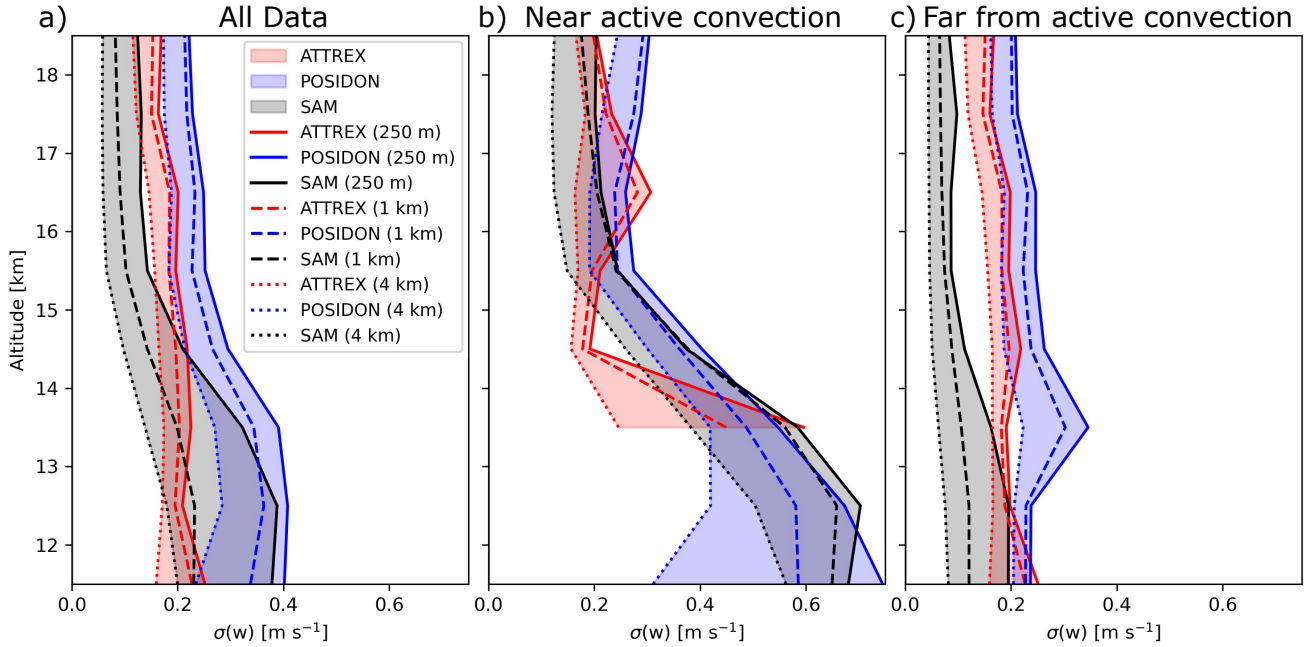 a) All Data
b) Near active convection
c) Far from active convection
ATTREX
POSIDON
SAM
ATTREX (250 m)
POSIDON (250 m)
SAM (250 m)
ATTREX (1 km)
POSIDON (1 km)
SAM (1 km)
ATTREX (4 km)
POSIDON (4 km)
SAM (4 km)
Altitude [km]
18
17
16
15
14
13
12
0.0 0.2 0.4 0.6
0.2 0.4 0.6
0.0 0.2 0.4 0.6
σ(w) [m s⁻¹]
σ(w) [m s⁻¹]
σ(w) [m s⁻¹]